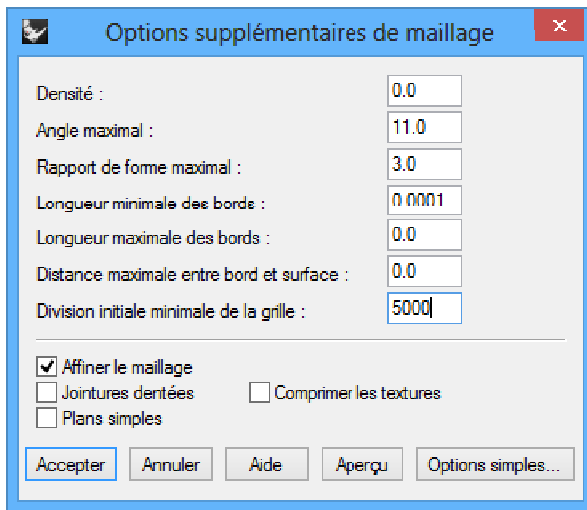 Options supplémentaires de maillage
Densité : 0.0
Angle maximal : 11.0
Rapport de forme maximal : 3.0
Longueur minimale des bords : 0.0001
Longueur maximale des bords : 0.0
Distance maximale entre bord et surface : 0.0
Division initiale minimale de la grille : 5000
Affiner le maillage
Jointures dentées Comprimer les textures
Plans simples
Accepter Annuler Aide Aperçu Options simples...